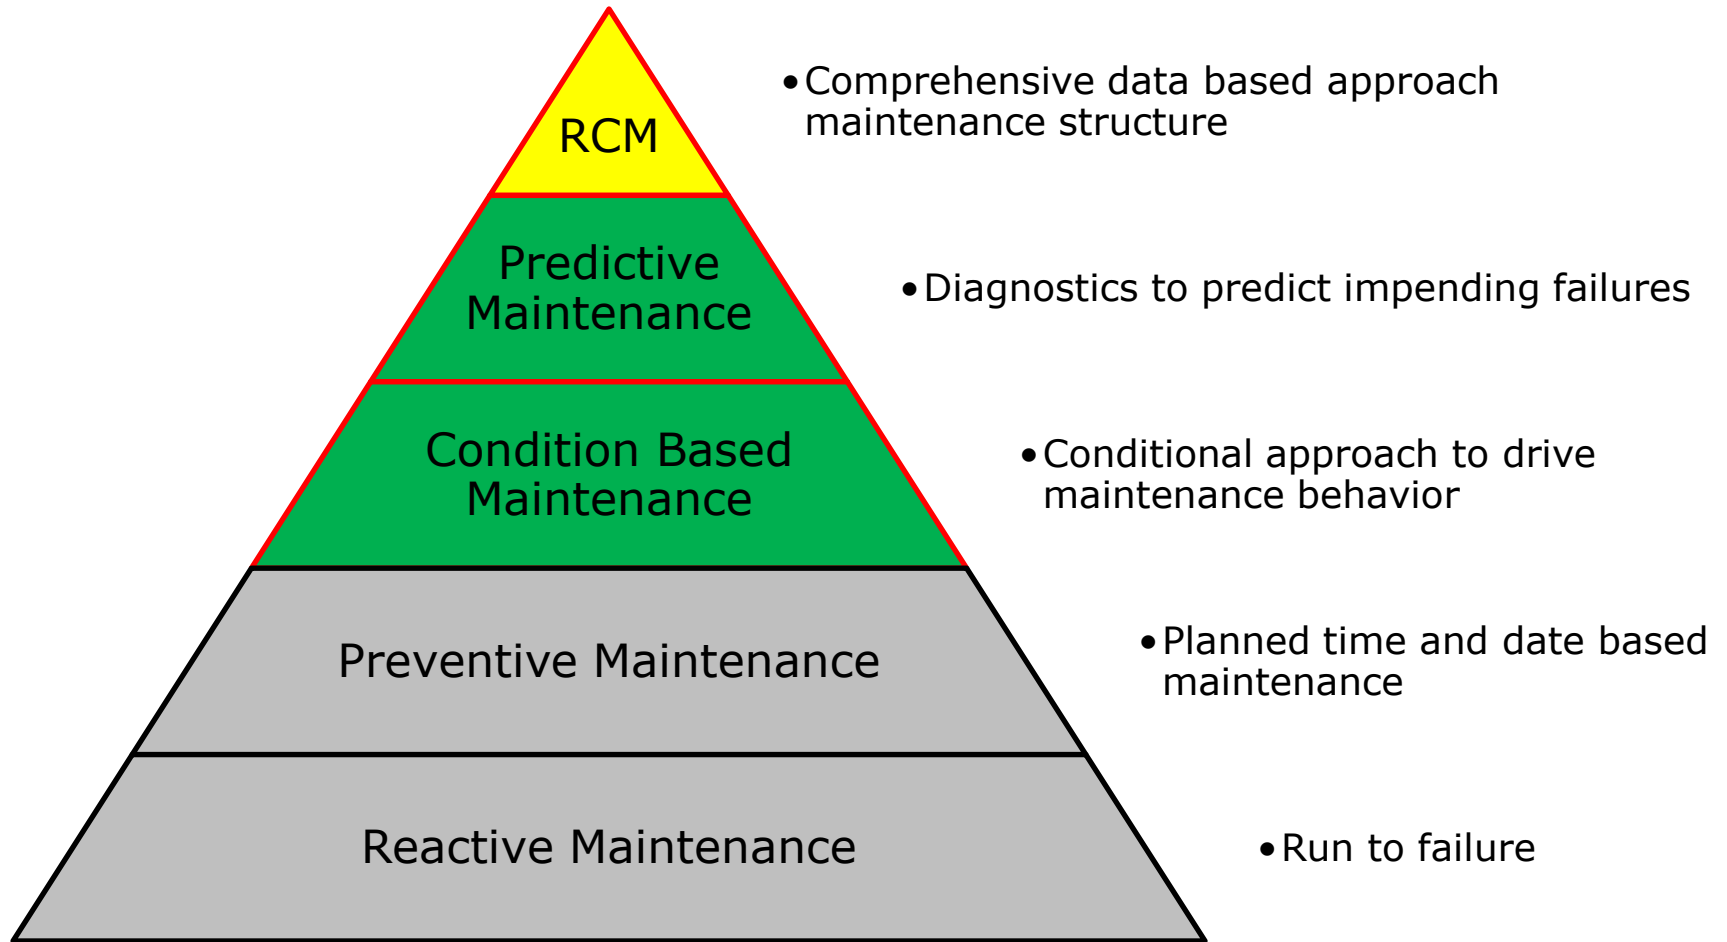 RCM
•Comprehensive data based approach
maintenance structure
Predictive
Maintenance
•Diagnostics to predict impending failures
Condition Based
Maintenance
•Conditional approach to drive
maintenance behavior
Preventive Maintenance
•Planned time and date based
maintenance
Reactive Maintenance
•Run to failure